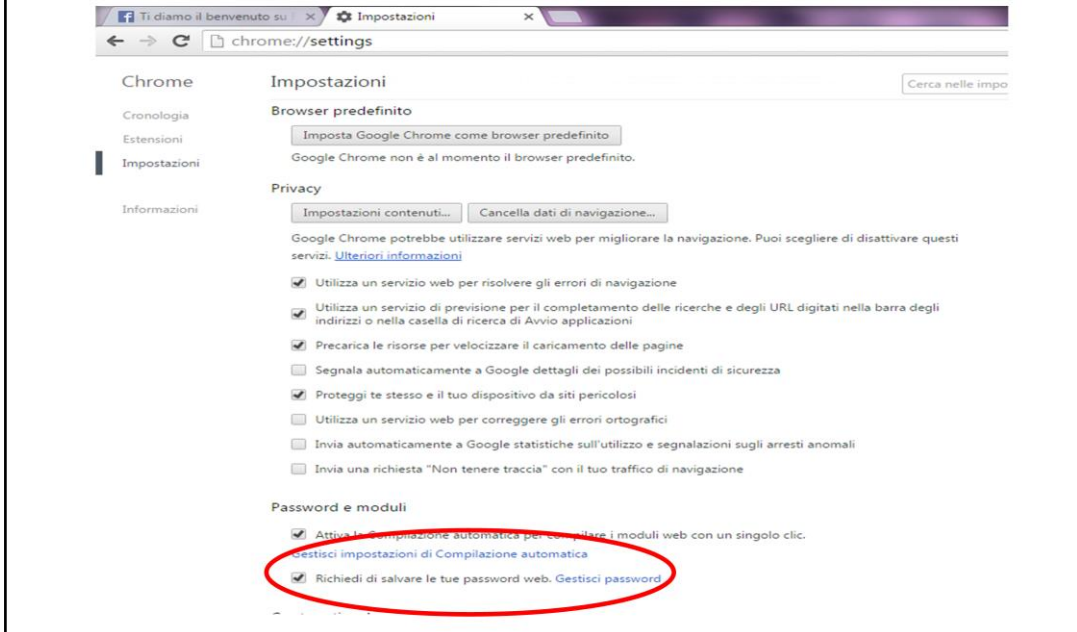 Ti diamo il benvenuto su
Impostazioni
chrome://settings
Chrome
Impostazioni
Cerca nelle impo
Cronologia
Estensioni
Impostazioni
Informazioni
Browser predefinito
Imposta Google Chrome come browser predefinito
Google Chrome non è al momento il browser predefinito.
Privacy
Impostazioni contenuti... Cancella dati di navigazione...
Google Chrome potrebbe utilizzare servizi web per migliorare la navigazione. Puoi scegliere di disattivare questi
servizi. Ulteriori informazioni
Utilizza un servizio web per risolvere gli errori di navigazione
Utilizza un servizio di previsione per il completamento delle ricerche e degli URL digitati nella barra degli
indirizzi o nella casella di ricerca di Avvio applicazioni
Precarica le risorse per velocizzare il caricamento delle pagine
Segnala automaticamente a Google dettagli dei possibili incidenti di sicurezza
Proteggi te stesso e il tuo dispositivo da siti pericolosi
Utilizza un servizio web per correggere gli errori ortografici
Invia automaticamente a Google statistiche sull'utilizzo e segnalazioni sugli arresti anomali
Invia una richiesta "Non tenere traccia" con il tuo traffico di navigazione
Password e moduli
Attiva la Compilazione automatica per compilare i moduli web con un singolo clic.
Gestisci impostazioni di Compilazione automatica
Richiedi di salvare le tue password web. Gestisci password